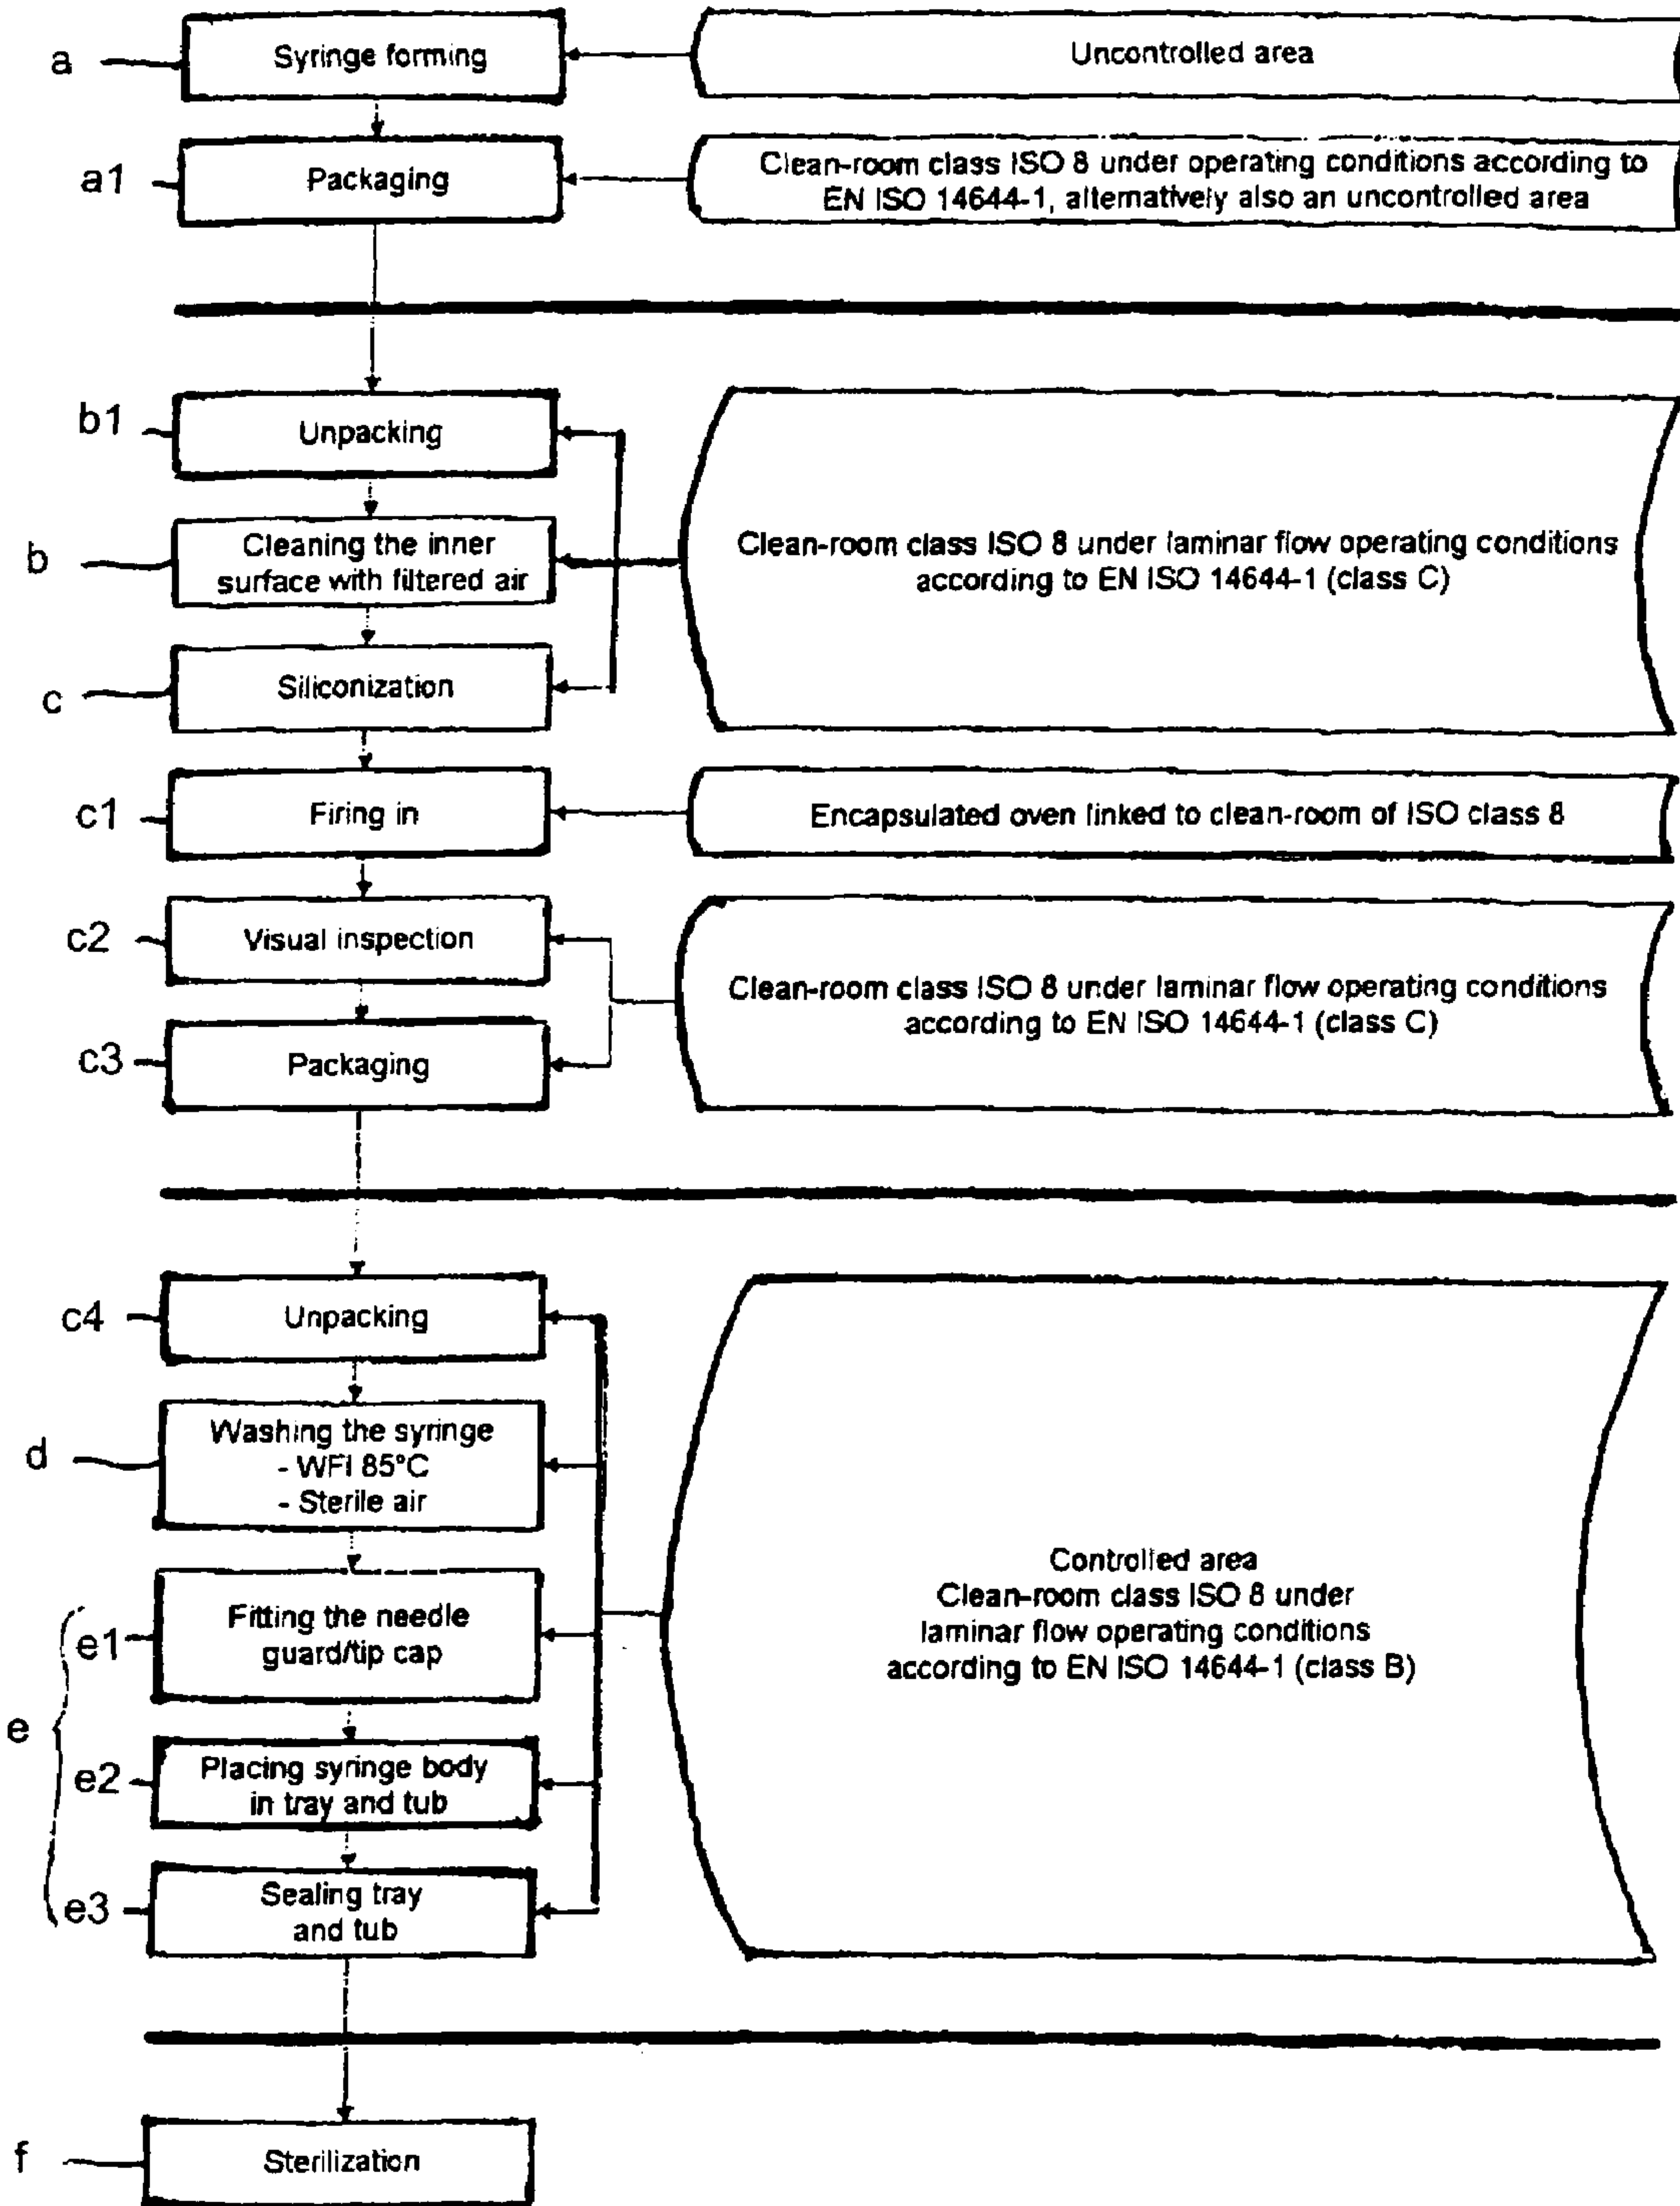 a
Syringe forming
Uncontrolled area
a1
Packaging
Clean-room class ISO 8 under operating conditions according to
EN ISO 14644-1, alternatively also an uncontrolled area
b1
Unpacking
b
Cleaning the inner
surface with filtered air
Clean-room class ISO 8 under laminar flow operating conditions
according to EN ISO 14644-1 (class C)
c
Siliconization
c1
Firing in
Encapsulated oven linked to clean-room of ISO class 8
c2
Visual inspection
Clean-room class ISO 8 under laminar flow operating conditions
according to EN ISO 14644-1 (class C)
c3
Packaging
c4
Unpacking
d
Washing the syringe
- WFI 85°C
- Sterile air
e
e1
Fitting the needle
guard/tip cap
Controlled area
Clean-room class ISO 8 under
laminar flow operating conditions
according to EN ISO 14644-1 (class B)
e2
Placing syringe body
in tray and tub
e3
Sealing tray
and tub
f
Sterilization